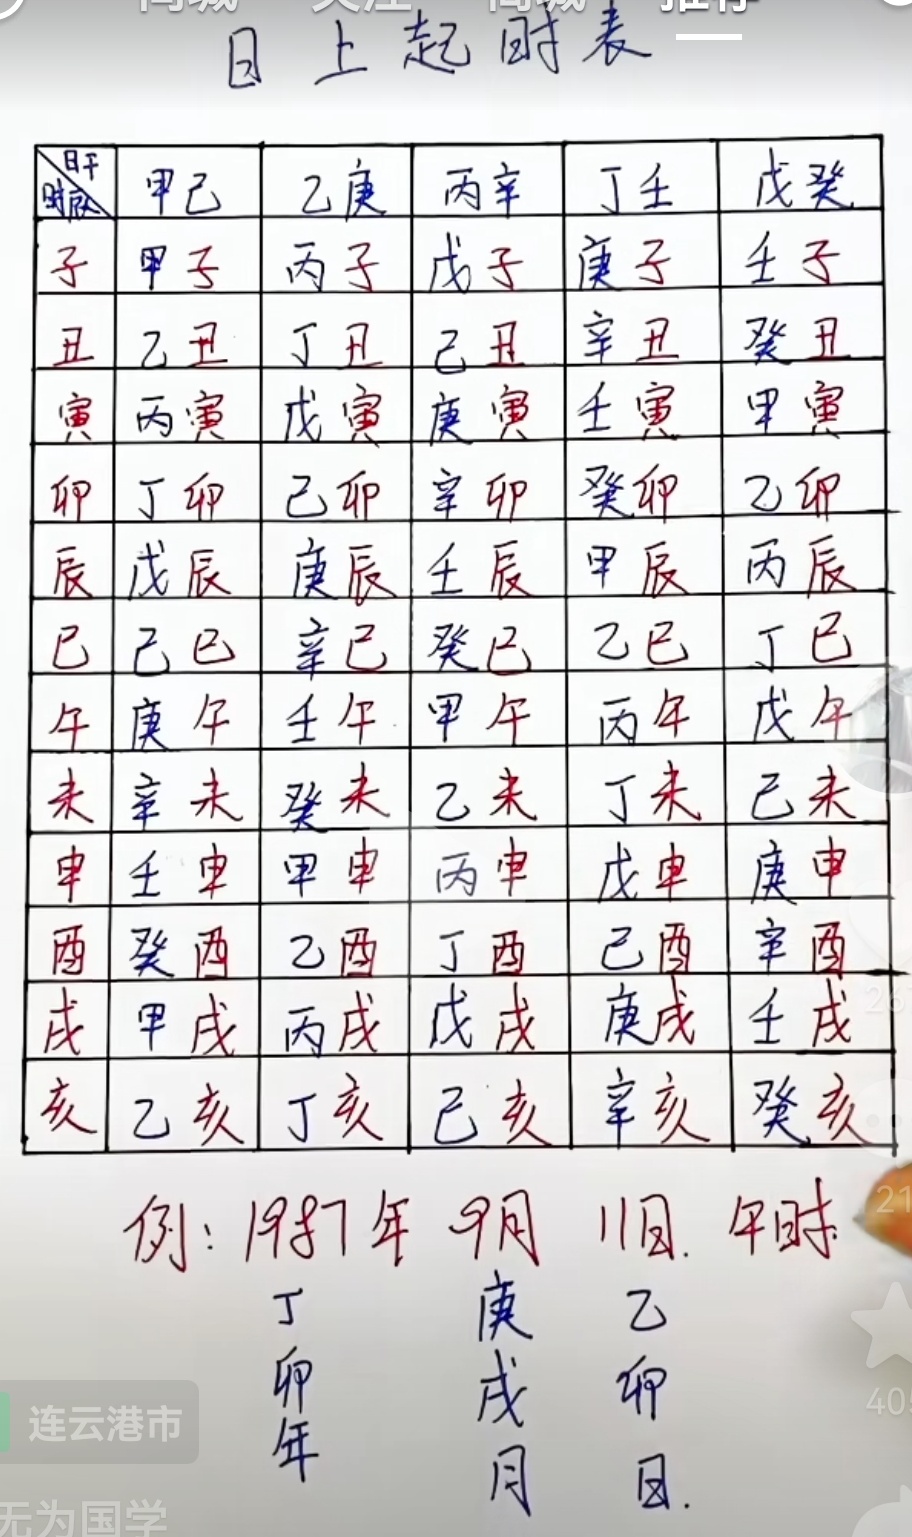 同城 关注 同城 推荐
日上起时表
日干
时辰 甲己 乙庚 丙辛 丁壬 戊癸
子 甲子 丙子 戊子 庚子 壬子
丑 乙丑 丁丑 己丑 辛丑 癸丑
寅 丙寅 戊寅 庚寅 壬寅 甲寅
卯 丁卯 己卯 辛卯 癸卯 乙卯
辰 戊辰 庚辰 壬辰 甲辰 丙辰
巳 己巳 辛巳 癸巳 乙巳 丁巳
午 庚午 壬午 甲午 丙午 戊午
未 辛未 癸未 乙未 丁未 己未
申 壬申 甲申 丙申 戊申 庚申
酉 癸酉 乙酉 丁酉 己酉 辛酉
戌 甲戌 丙戌 戊戌 庚戌 壬戌
亥 乙亥 丁亥 己亥 辛亥 癸亥
例：1987年 9月 11日. 午时.
丁卯年 庚戌月 乙卯日.
连云港市
无为国学